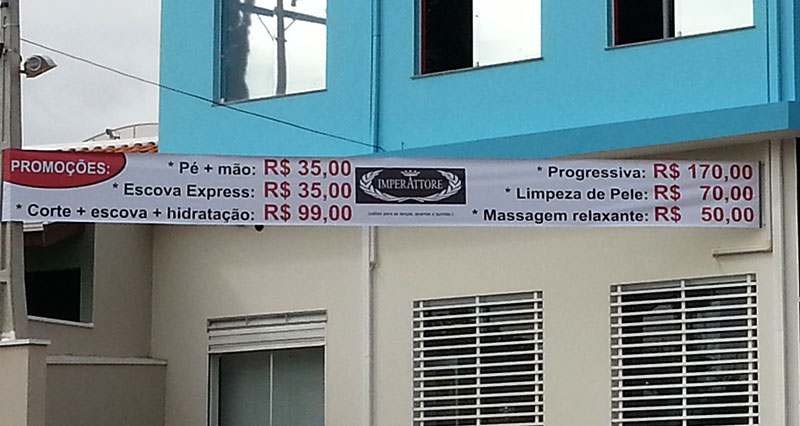 PROMOÇÕES:
* Pé + mão: R$ 35,00
* Escova Express: R$ 35,00
* Corte + escova + hidratação: R$ 99,00
IMPERATTORE
* Progressiva: R$ 170,00
* Limpeza de Pele: R$ 70,00
* Massagem relaxante: R$ 50,00